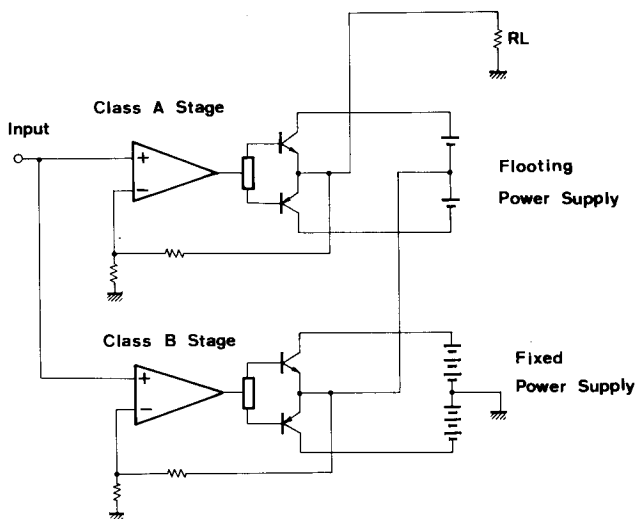 RL
Class A Stage
Input
+
−
Flooting
Power Supply
Class B Stage
+
−
Fixed
Power Supply